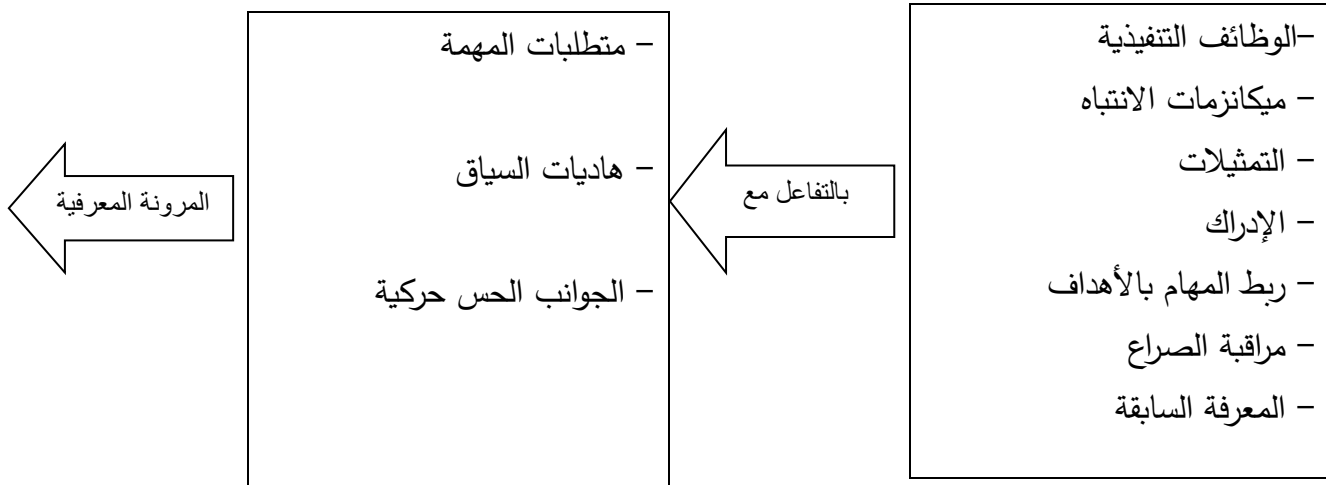 –الوظائف التنفيذية
– ميكانزمات الانتباه
– التمثيلات
– الإدراك
– ربط المهام بالأهداف
– مراقبة الصراع
– المعرفة السابقة
بالتفاعل مع
– متطلبات المهمة
– هاديات السياق
– الجوانب الحس حركية
المرونة المعرفية